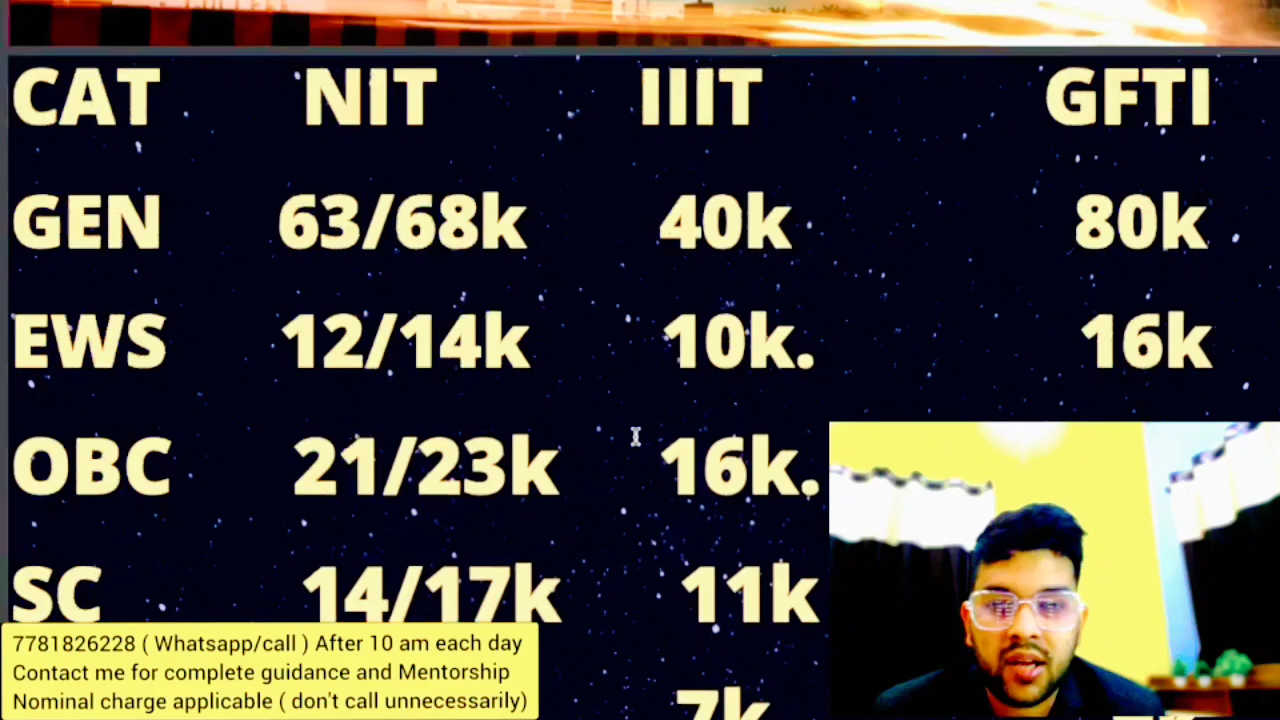 CAT NIT IIIT GFTI
GEN 63/68k 40k 80k
EWS 12/14k 10k. 16k
OBC 21/23k 16k.
SC 14/17k 11k
7781826228 ( Whatsapp/call ) After 10 am each day
Contact me for complete guidance and Mentorship
Nominal charge applicable ( don't call unnecessarily)
7k